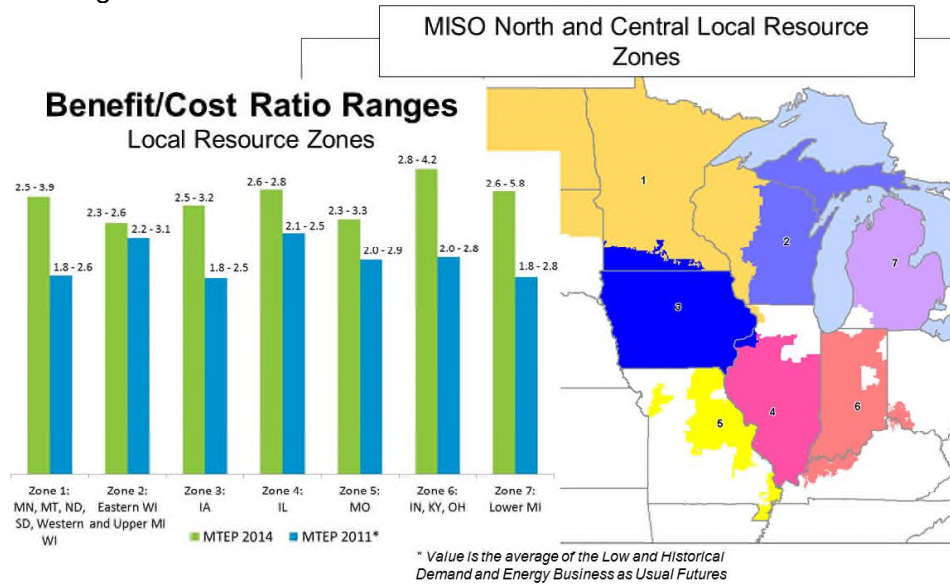 MISO North and Central Local Resource
Zones
Benefit/Cost Ratio Ranges
Local Resource Zones
2.5 - 3.9
1.8 - 2.6
2.3 - 2.6
2.2 - 3.1
2.5 - 3.2
1.8 - 2.5
2.6 - 2.8
2.1 - 2.5
2.3 - 3.3
2.0 - 2.9
2.8 - 4.2
2.0 - 2.8
2.6 - 5.8
1.8 - 2.8
Zone 1:
MN, MT, ND,
SD, Western
WI
Zone 2:
Eastern WI
and Upper MI
Zone 3:
IA
Zone 4:
IL
Zone 5:
MO
Zone 6:
IN, KY, OH
Zone 7:
Lower MI
MTEP 2014
MTEP 2011*
1
2
7
3
4
6
5
* Value is the average of the Low and Historical
Demand and Energy Business as Usual Futures